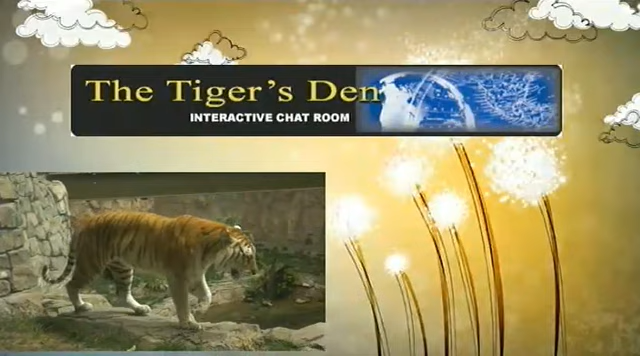 The Tiger's Den
INTERACTIVE CHAT ROOM